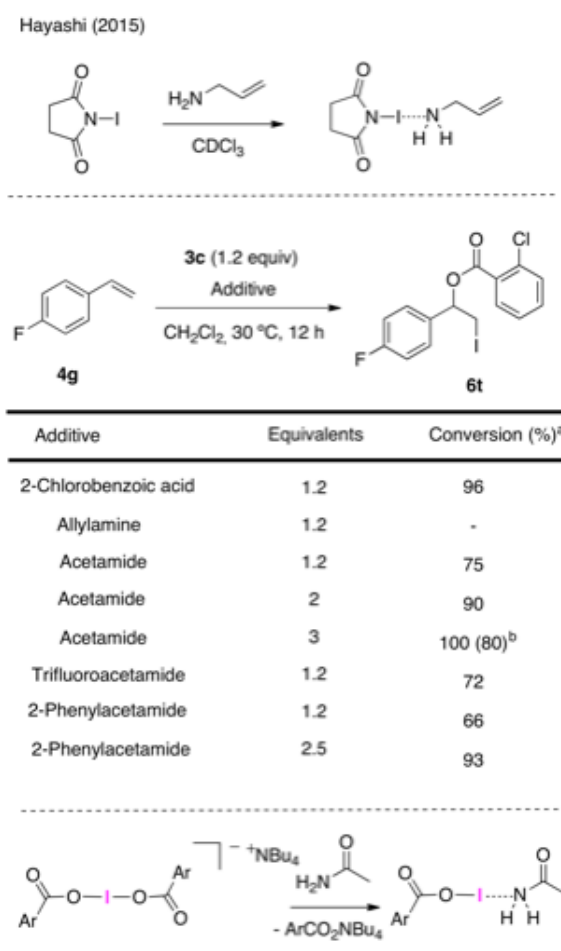 Hayashi (2015)
O
N
I
O
H₂N
CDCl₃
O
N I N
H H
O
3c (1.2 equiv)
Additive
CH₂Cl₂, 30 ºC, 12 h
F
4g
O Cl
O
I
F
6t
Additive Equivalents Conversion (%)ᵃ
2-Chlorobenzoic acid 1.2 96
Allylamine 1.2 -
Acetamide 1.2 75
Acetamide 2 90
Acetamide 3 100 (80)ᵇ
Trifluoroacetamide 1.2 72
2-Phenylacetamide 1.2 66
2-Phenylacetamide 2.5 93
O Ar
Ar O I O O
− ⁺NBu₄
O
H₂N
- ArCO₂NBu₄
O O
Ar O I N
H H